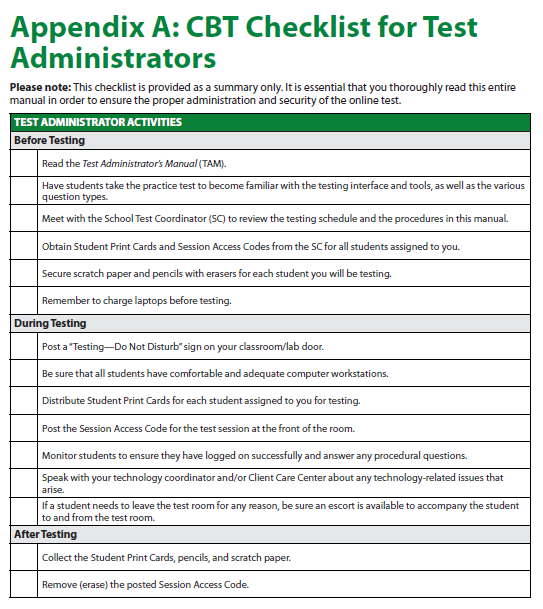 Appendix A: CBT Checklist for Test
Administrators
Please note: This checklist is provided as a summary only. It is essential that you thoroughly read this entire
manual in order to ensure the proper administration and security of the online test.
TEST ADMINISTRATOR ACTIVITIES
Before Testing
Read the Test Administrator's Manual (TAM).
Have students take the practice test to become familiar with the testing interface and tools, as well as the various
question types.
Meet with the School Test Coordinator (SC) to review the testing schedule and the procedures in this manual.
Obtain Student Print Cards and Session Access Codes from the SC for all students assigned to you.
Secure scratch paper and pencils with erasers for each student you will be testing.
Remember to charge laptops before testing.
During Testing
Post a "Testing—Do Not Disturb" sign on your classroom/lab door.
Be sure that all students have comfortable and adequate computer workstations.
Distribute Student Print Cards for each student assigned to you for testing.
Post the Session Access Code for the test session at the front of the room.
Monitor students to ensure they have logged on successfully and answer any procedural questions.
Speak with your technology coordinator and/or Client Care Center about any technology-related issues that
arise.
If a student needs to leave the test room for any reason, be sure an escort is available to accompany the student
to and from the test room.
After Testing
Collect the Student Print Cards, pencils, and scratch paper.
Remove (erase) the posted Session Access Code.